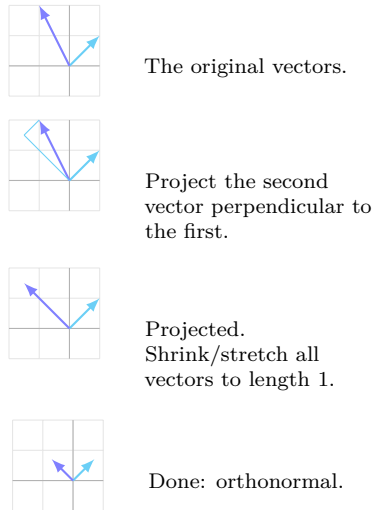 The original vectors.
Project the second
vector perpendicular to
the first.
Projected.
Shrink/stretch all
vectors to length 1.
Done: orthonormal.